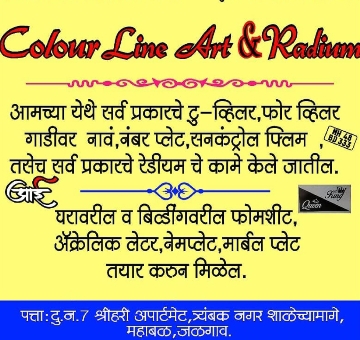 Colour Line Art & Radium
आमच्या येथे सर्व प्रकारचे टु-व्हिलर,फोर व्हिलर
गाडीवर नावं,नंबर प्लेट,सनकंट्रोल फ्लिम ,
तसेच सर्व प्रकारचे रेडीयम चे कामे केले जातील.
आई
King
Queen
घरावरील व बिल्डींगवरील फोमशीट,
ॲक्रेलिक लेटर,नेमप्लेट,मार्बल प्लेट
तयार करुन मिळेल.
पत्ता:दु.न.7 श्रीहरी अपार्टमेंट,त्र्यंबक नगर शाळेच्यामागे,
महाबळ,जळगाव.